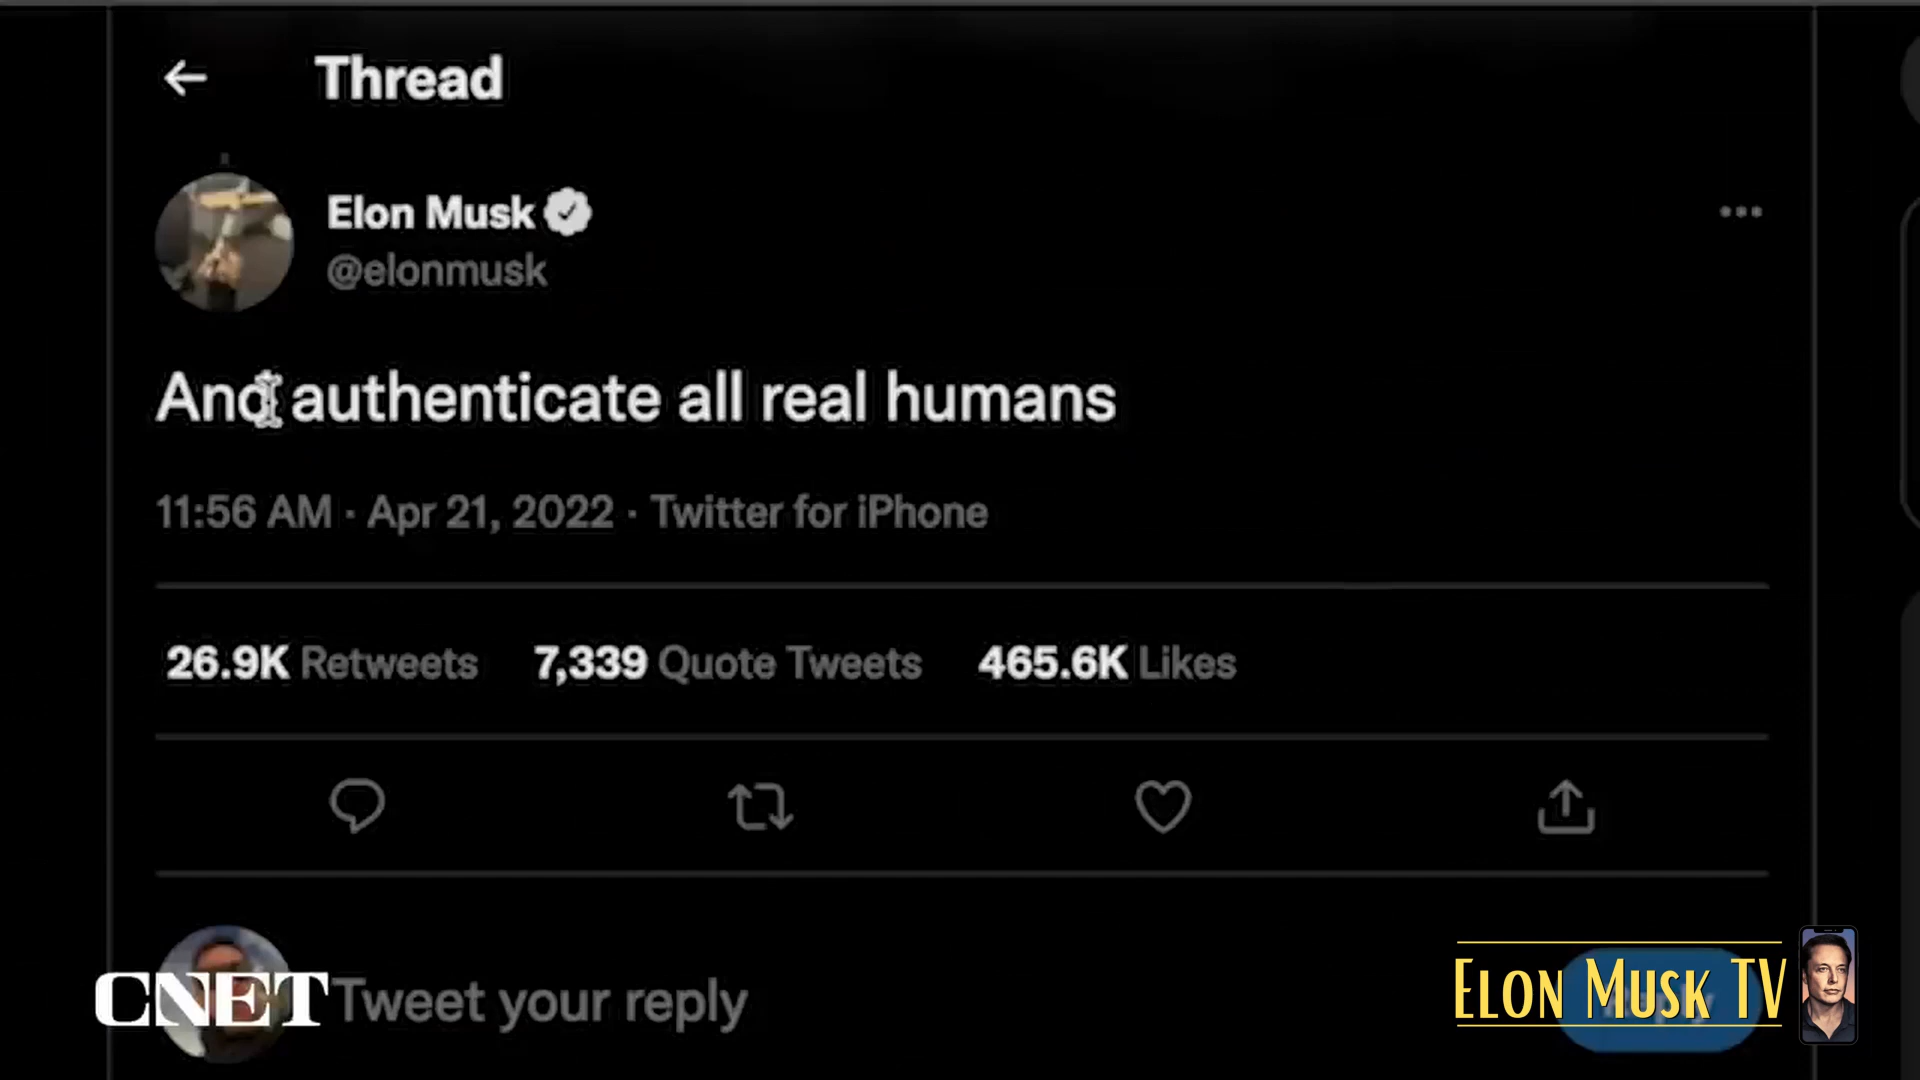 Thread
Elon Musk
@elonmusk
And authenticate all real humans
11:56 AM · Apr 21, 2022 · Twitter for iPhone
26.9K Retweets 7,339 Quote Tweets 465.6K Likes
CNET
Tweet your reply
ELON MUSK TV